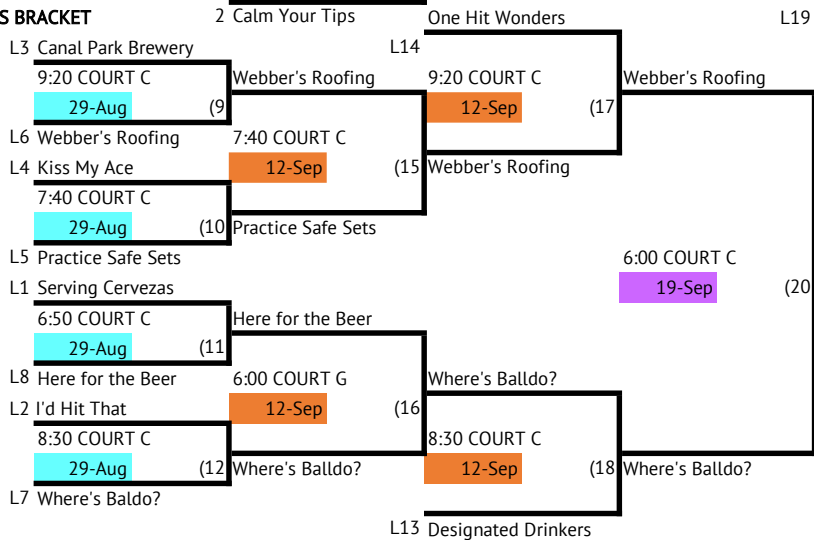 S BRACKET
2 Calm Your Tips
One Hit Wonders
L19
L3 Canal Park Brewery
L14
9:20 COURT C
Webber's Roofing
9:20 COURT C
Webber's Roofing
29-Aug (9
12-Sep (17
L6 Webber's Roofing
7:40 COURT C
L4 Kiss My Ace
12-Sep (15
Webber's Roofing
7:40 COURT C
29-Aug (10
Practice Safe Sets
L5 Practice Safe Sets
6:00 COURT C
L1 Serving Cervezas
19-Sep (20
6:50 COURT C
Here for the Beer
29-Aug (11
L8 Here for the Beer
6:00 COURT G
Where's Balldo?
L2 I'd Hit That
12-Sep (16
8:30 COURT C
8:30 COURT C
29-Aug (12
Where's Balldo?
12-Sep (18
Where's Balldo?
L7 Where's Baldo?
L13 Designated Drinkers